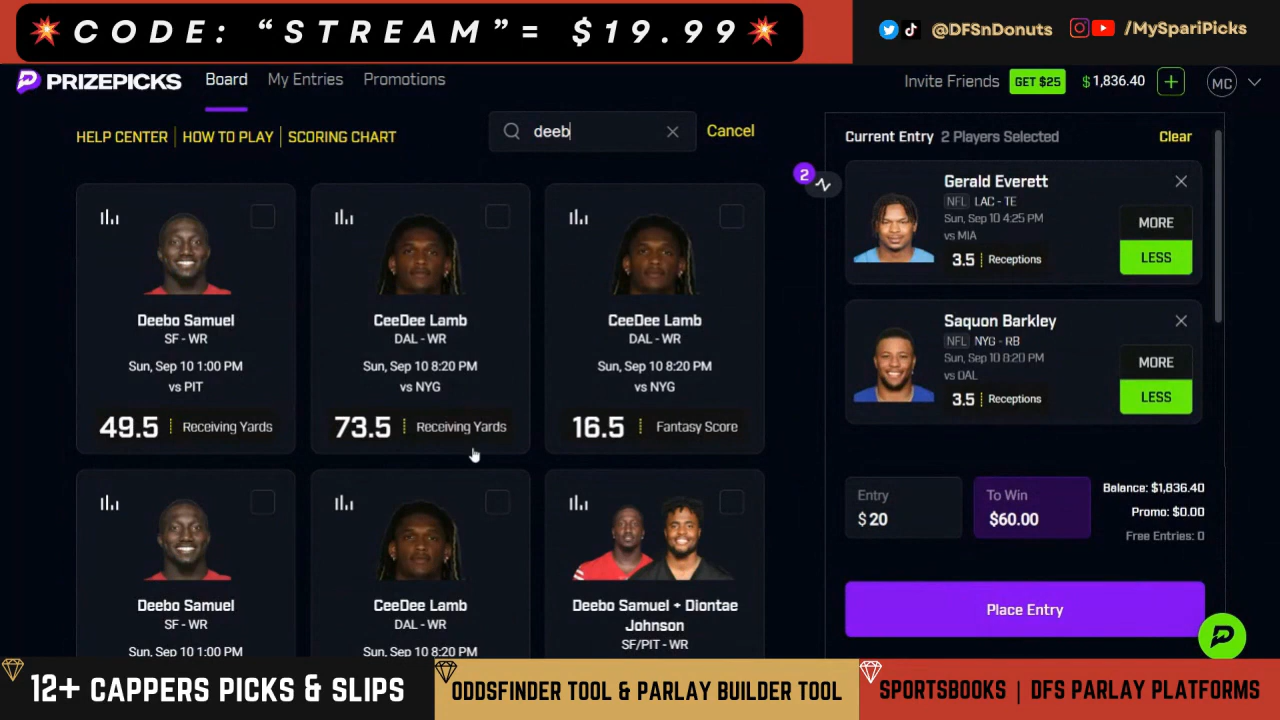 CODE: “STREAM”= $19.99
@DFSnDonuts
/MySpariPicks
PRIZEPICKS
Board
My Entries
Promotions
Invite Friends
GET $25
$ 1,836.40
+
MC
HELP CENTER
HOW TO PLAY
SCORING CHART
deeb
Cancel
Current Entry 2 Players Selected
Clear
2
Deebo Samuel
SF - WR
Sun, Sep 10 1:00 PM
vs PIT
49.5 Receiving Yards
CeeDee Lamb
DAL - WR
Sun, Sep 10 8:20 PM
vs NYG
73.5 Receiving Yards
CeeDee Lamb
DAL - WR
Sun, Sep 10 8:20 PM
vs NYG
16.5 Fantasy Score
Gerald Everett
NFL LAC - TE
Sun, Sep 10 4:25 PM
vs MIA
3.5 Receptions
MORE
LESS
Saquon Barkley
NFL NYG - RB
Sun, Sep 10 8:20 PM
vs DAL
3.5 Receptions
MORE
LESS
Deebo Samuel
SF - WR
Sun, Sep 10 1:00 PM
CeeDee Lamb
DAL - WR
Sun, Sep 10 8:20 PM
Deebo Samuel + Diontae
Johnson
SF/PIT - WR
Entry
$ 20
To Win
$60.00
Balance: $1,836.40
Promo: $0.00
Free Entries: 0
Place Entry
12+ CAPPERS PICKS & SLIPS
ODDSFINDER TOOL & PARLAY BUILDER TOOL
SPORTSBOOKS | DFS PARLAY PLATFORMS